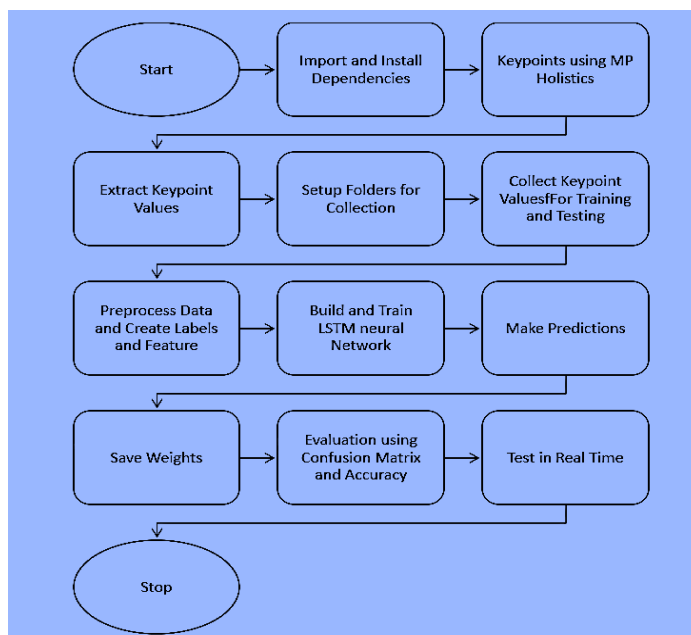 Start
Import and Install
Dependencies
Keypoints using MP
Holistics
Extract Keypoint
Values
Setup Folders for
Collection
Collect Keypoint
ValuesfFor Training
and Testing
Preprocess Data
and Create Labels
and Feature
Build and Train
LSTM neural
Network
Make Predictions
Save Weights
Evaluation using
Confusion Matrix
and Accuracy
Test in Real Time
Stop